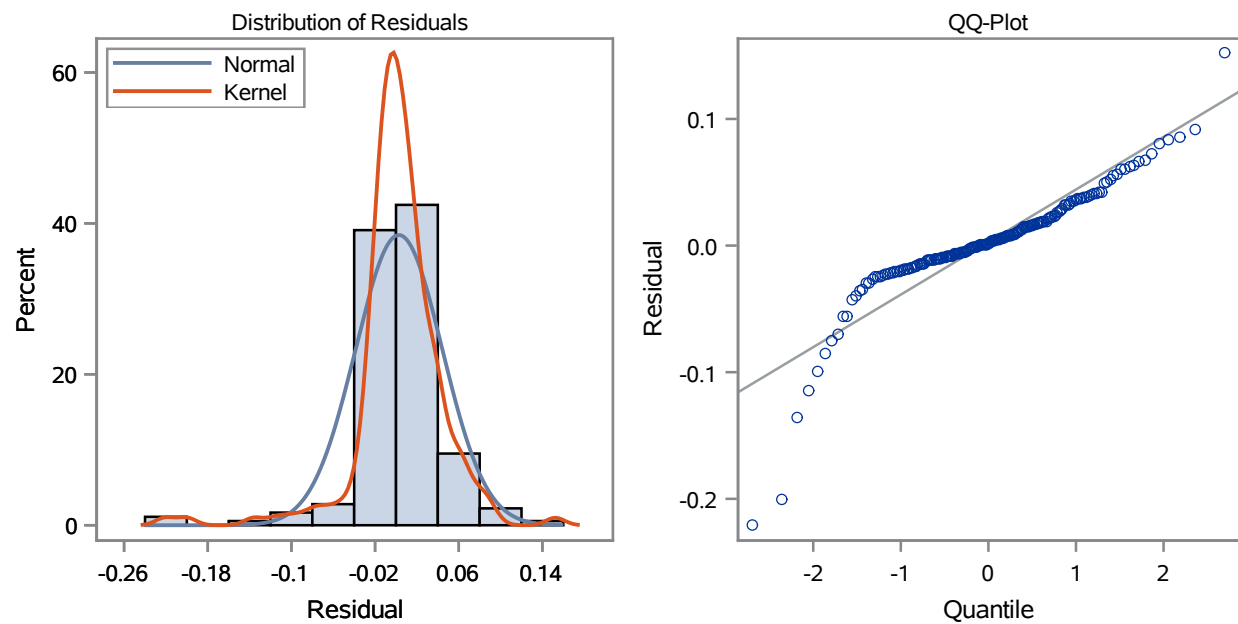 Distribution of Residuals
Normal
Kernel
Percent
60
40
20
0
-0.26
-0.18
-0.1
-0.02
0.06
0.14
Residual
QQ-Plot
Residual
0.1
0.0
-0.1
-0.2
-2
-1
0
1
2
Quantile